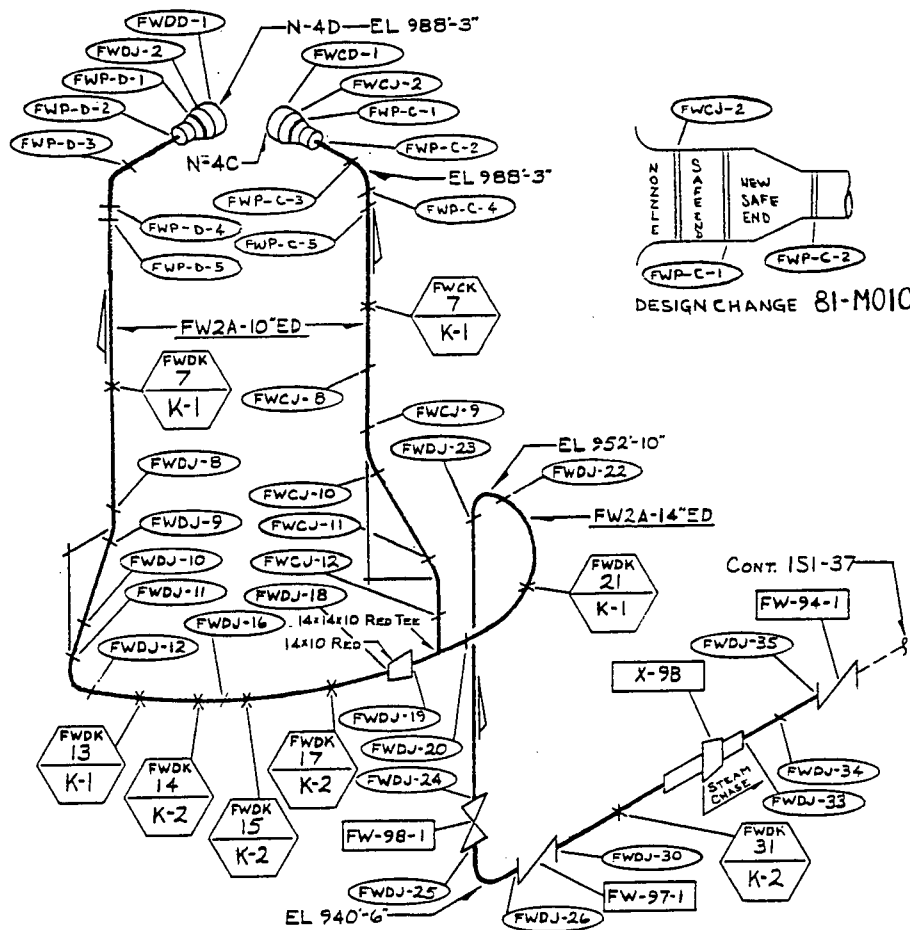 FWDD-1
N-4D EL 988'-3"
FWDJ-2
FWCD-1
FWP-D-1
FWCJ-2
FWP-D-2
FWP-C-1
FWP-D-3
N-4C
FWP-C-2
EL 988'-3"
FWP-C-3
FWP-C-4
FWP-D-4
FWP-C-5
FWP-D-5
FWCJ-2
NOZZLE
SAFE END
NEW
SAFE
END
FWP-C-1
FWP-C-2
DESIGN CHANGE 81-M010
FWCK
7
K-1
FW2A-10"ED
FWDK
7
K-1
FWCJ-8
FWCJ-9
FWDJ-23
EL 952'-10"
FWDJ-22
FWDJ-8
FWCJ-10
FW2A-14"ED
FWDJ-9
FWCJ-11
FWDJ-10
FWCJ-12
FWDK
21
K-1
CONT. ISI-37
FWDJ-11
FWDJ-18
FW-94-1
FWDJ-16
14x14x10 RED TEE
14x10 RED
FWDJ-12
FWDJ-35
X-9B
FWDJ-19
FWDJ-20
FWDK
13
K-1
FWDK
14
K-2
FWDK
15
K-2
FWDK
17
K-2
FWDJ-24
STEAM
CHASE
FWDJ-34
FWDJ-33
FW-98-1
FWDJ-30
FWDK
31
K-2
FWDJ-25
FW-97-1
EL 940'-6"
FWDJ-26